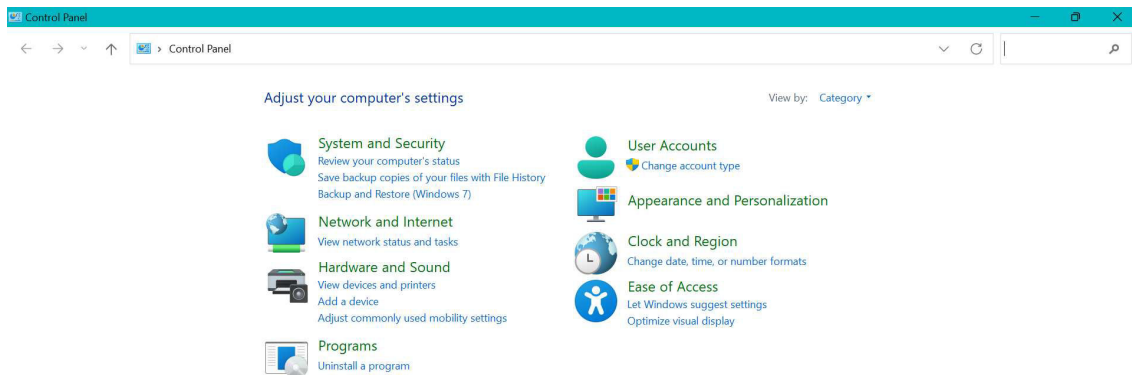 Control Panel
Control Panel
Adjust your computer's settings
View by: Category
System and Security
Review your computer's status
Save backup copies of your files with File History
Backup and Restore (Windows 7)
Network and Internet
View network status and tasks
Hardware and Sound
View devices and printers
Add a device
Adjust commonly used mobility settings
Programs
Uninstall a program
User Accounts
Change account type
Appearance and Personalization
Clock and Region
Change date, time, or number formats
Ease of Access
Let Windows suggest settings
Optimize visual display